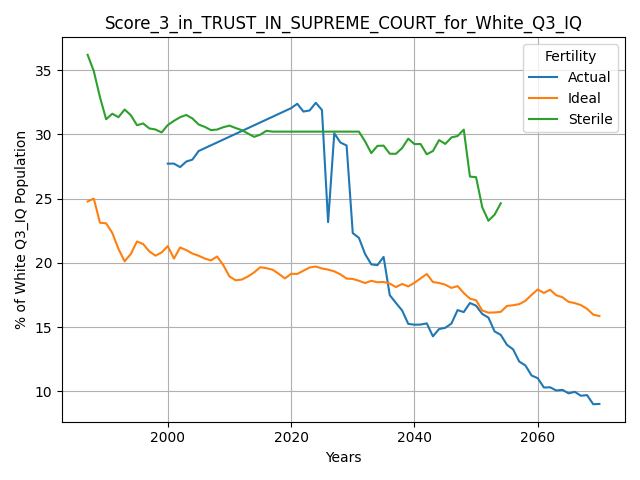 Score_3_in_TRUST_IN_SUPREME_COURT_for_White_Q3_IQ
Fertility
Actual
Ideal
Sterile
% of White Q3_IQ Population
35
30
25
20
15
10
2000
2020
2040
2060
Years